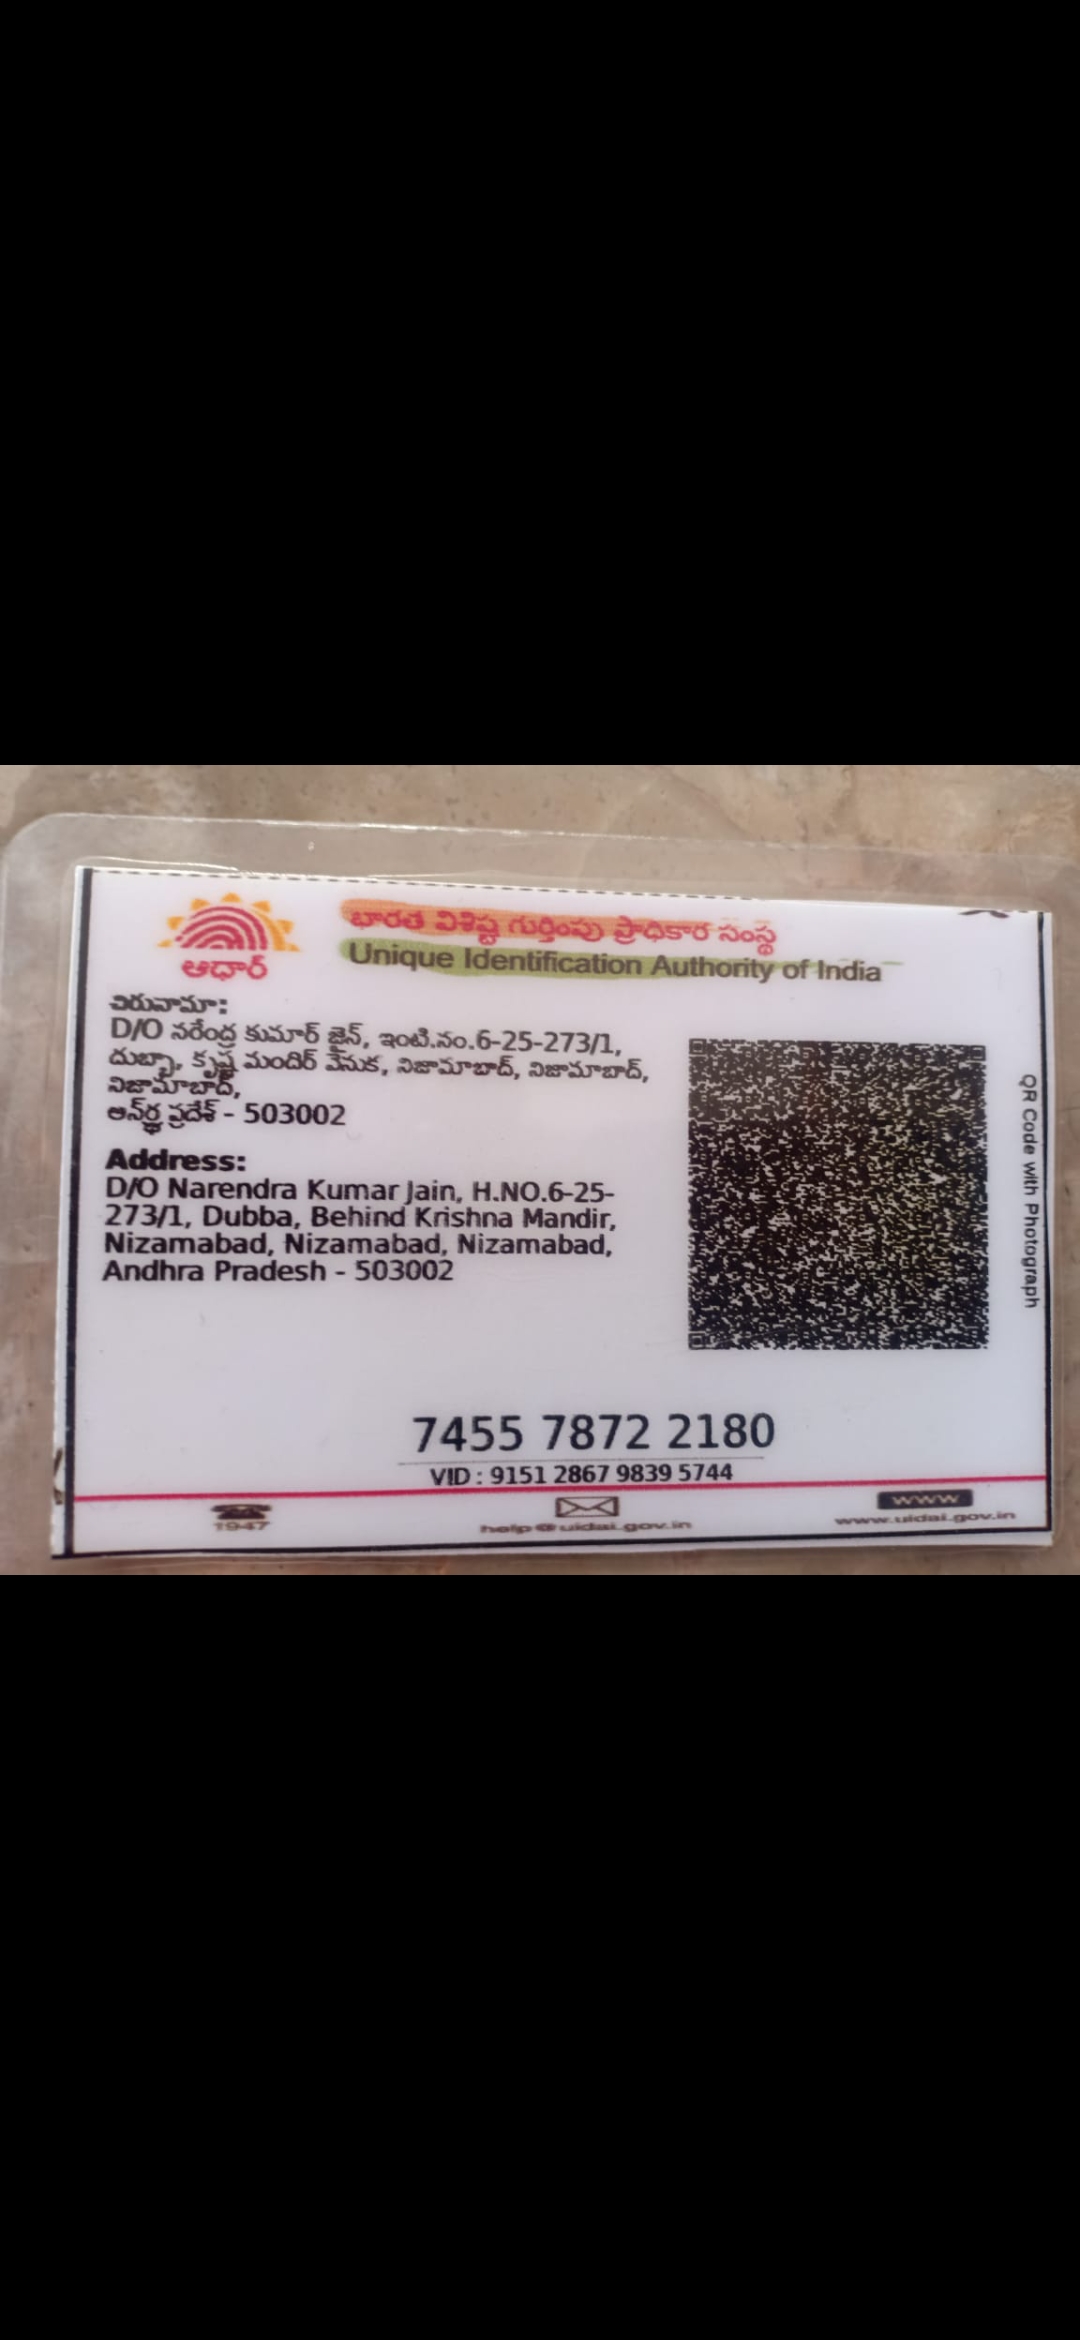 భారత విశిష్ట గుర్తింపు ప్రాధికార సంస్థ
Unique Identification Authority of India
ఆధార్
చిరునామా:
D/O నరేంద్ర కుమార్ జైన్, ఇంటి.నం.6-25-273/1,
దుబ్బా, కృష్ణ మందిర్ వెనుక, నిజామాబాద్, నిజామాబాద్,
నిజామాబాద్,
ప్రదేశ్ - 503002
Address:
D/O Narendra Kumar Jain, H.NO.6-25-
273/1, Dubba, Behind Krishna Mandir,
Nizamabad, Nizamabad, Nizamabad,
Andhra Pradesh - 503002
QR Code with Photograph
7455 7872 2180
VID : 9151 2867 9839 5744
1947
help@uidai.gov.in
www
www.uidai.gov.in